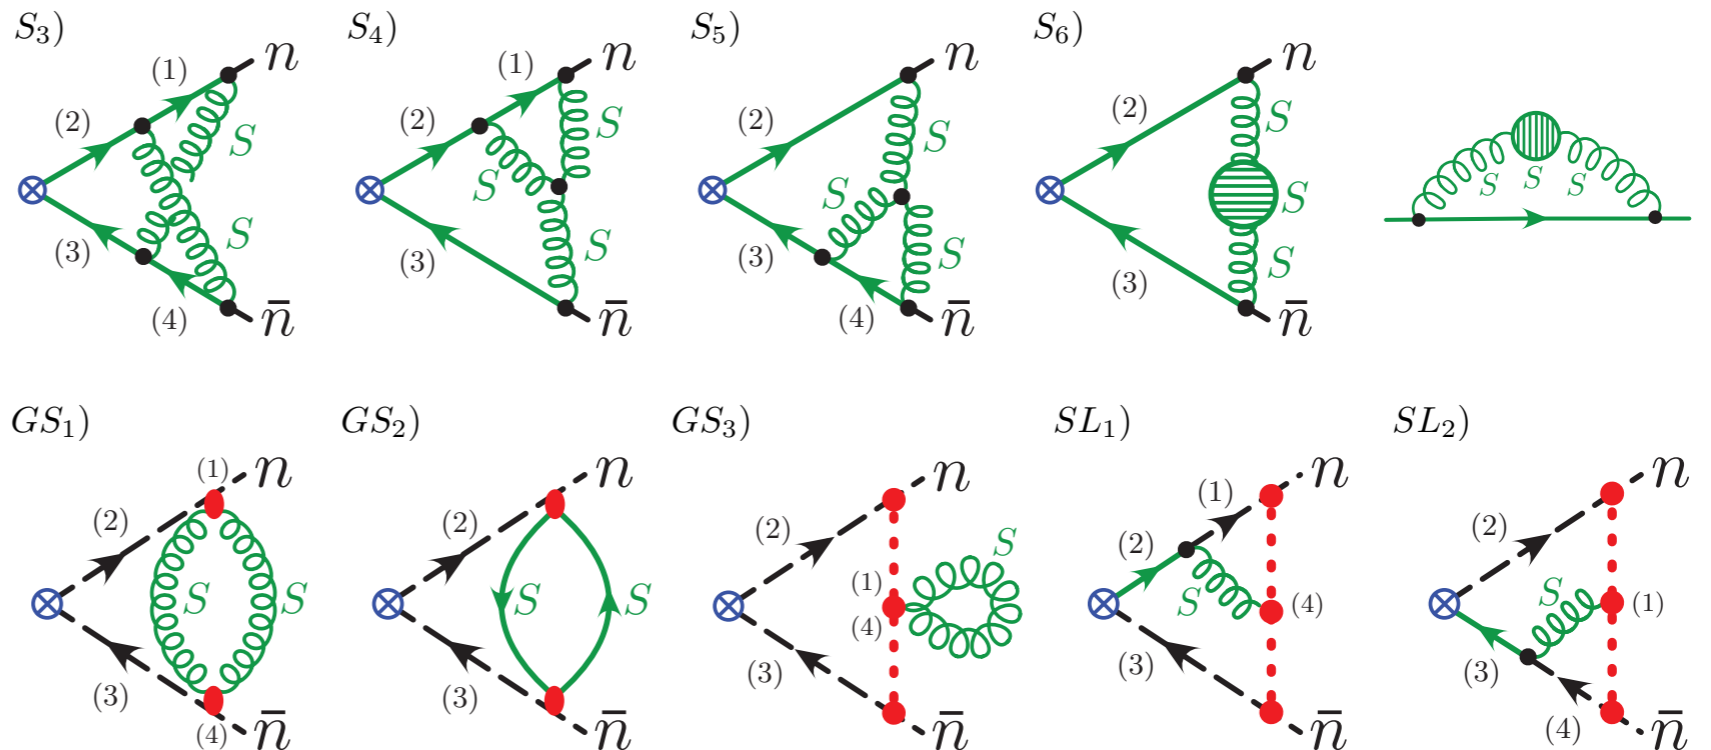 S₃) S₄) S₅) S₆)
(1) n (1) n n n
(2) S (2) S (2) S (2) S
S S S S S S S
(3) S (3) S (3) S (3) S
(4) n̄ n̄ (4) n̄ n̄
GS₁) GS₂) GS₃) SL₁) SL₂)
(1) n n n (1) n n
(2) (2) (2) S (2) (2)
S S S S (1) S (4) S (1)
(4)
(3) (3) (3) (3) (3)
(4) n̄ n̄ n̄ n̄ (4) n̄